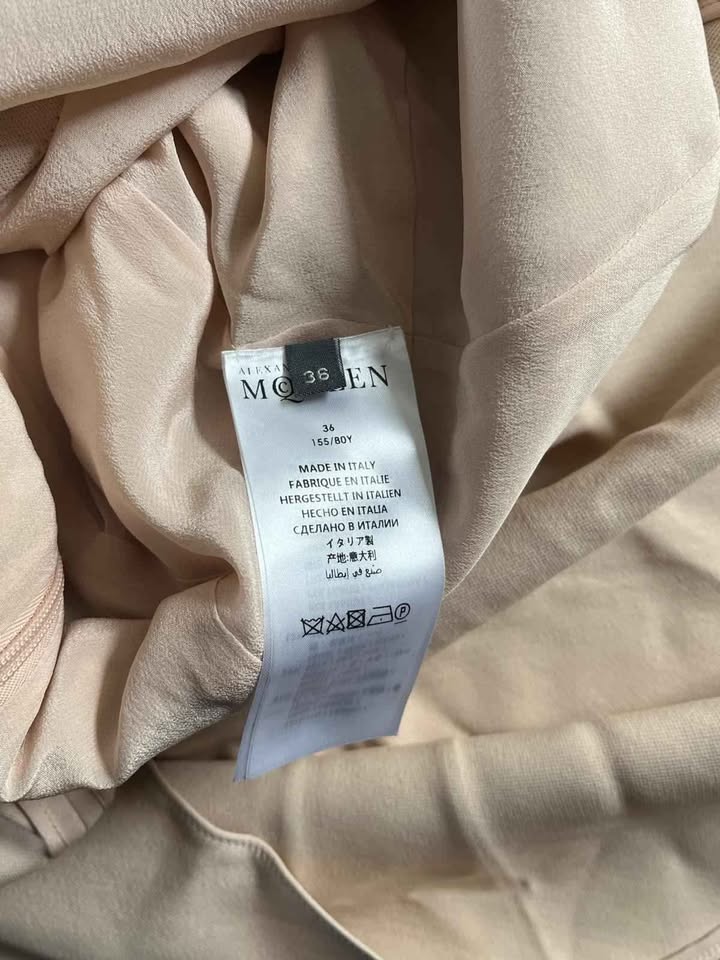 ALEXAN
MQ EN
36
36
155/80Y
MADE IN ITALY
FABRIQUE EN ITALIE
HERGESTELLT IN ITALIEN
HECHO EN ITALIA
СДЕЛАНО В ИТАЛИИ
イタリア製
产地:意大利
صنع في إيطاليا
P